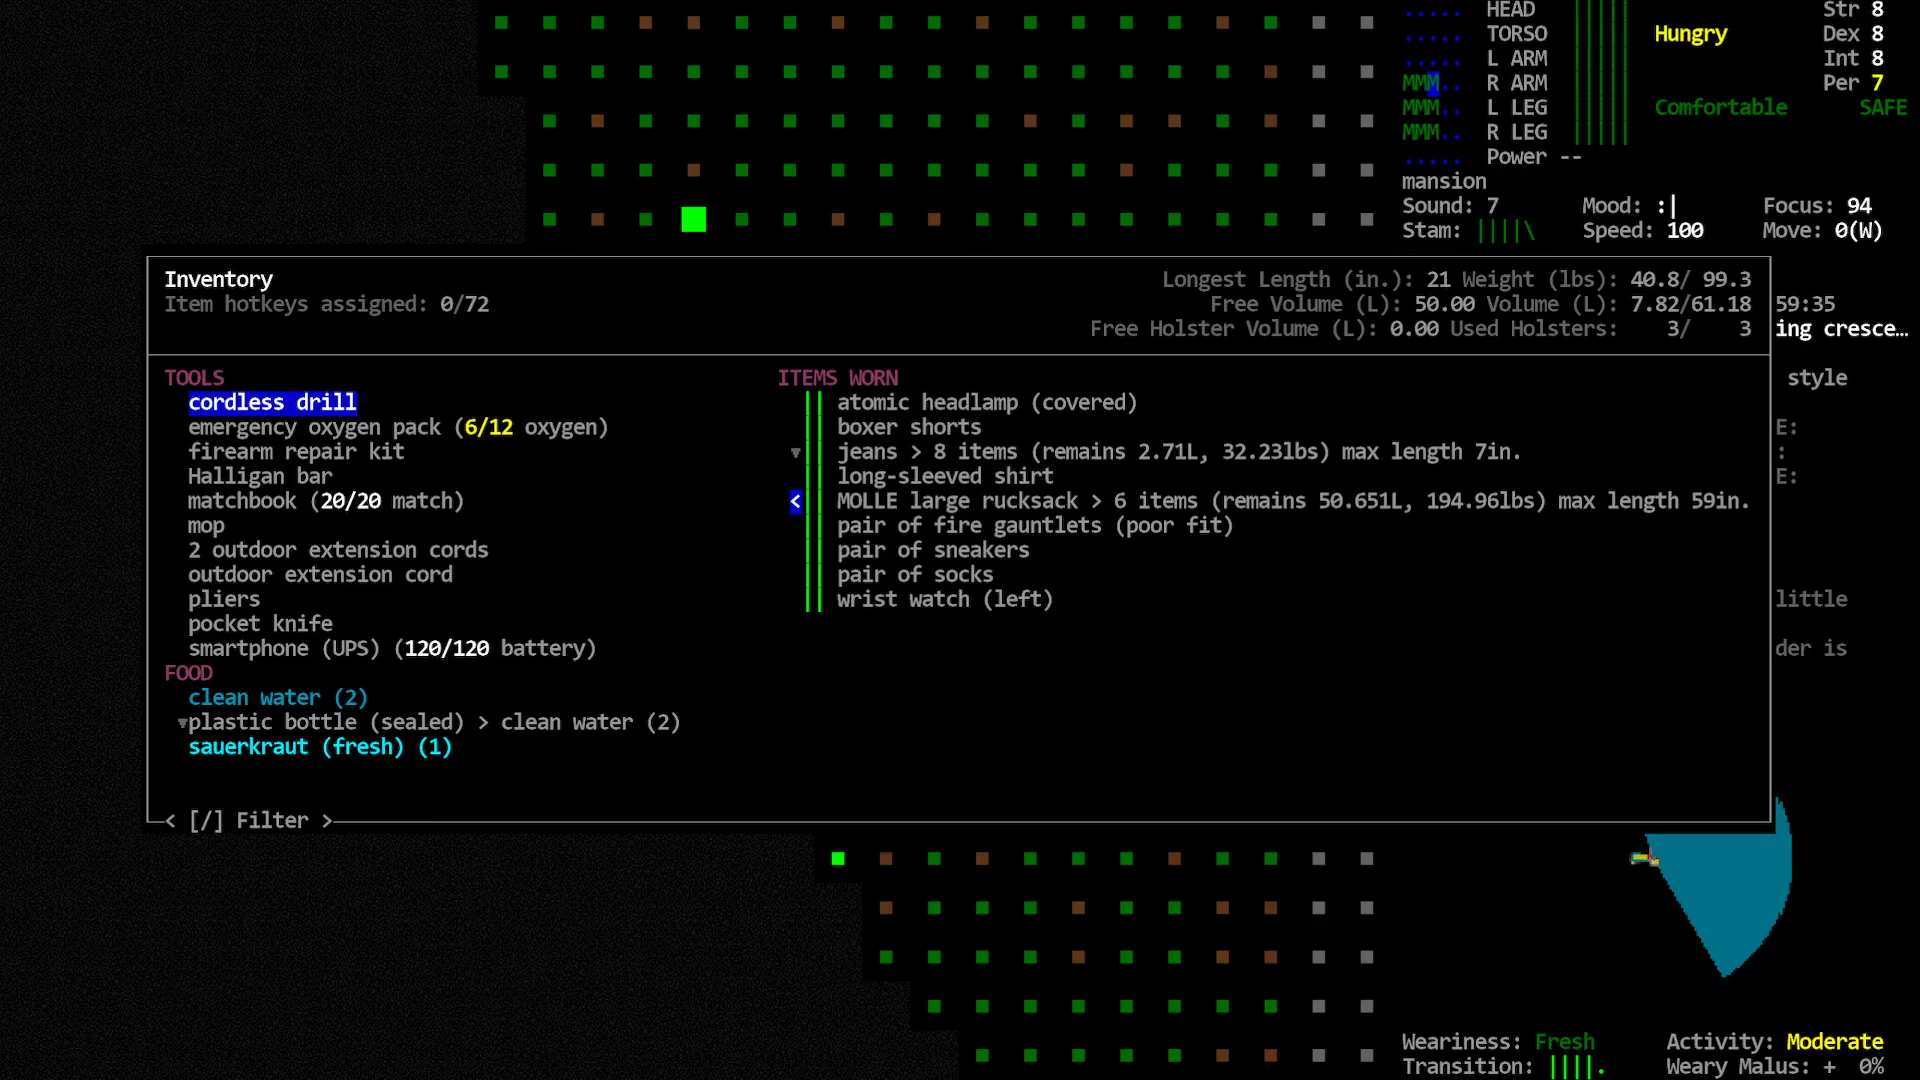 ..... HEAD Str 8
..... TORSO Hungry Dex 8
..... L ARM Int 8
MMM.. R ARM Per 7
MMM.. L LEG Comfortable SAFE
MMM.. R LEG
..... Power --
mansion
Sound: 7 Mood: :| Focus: 94
Stam: ||||\ Speed: 100 Move: 0(W)
Inventory Longest Length (in.): 21 Weight (lbs): 40.8/ 99.3
Item hotkeys assigned: 0/72 Free Volume (L): 50.00 Volume (L): 7.82/61.18 59:35
Free Holster Volume (L): 0.00 Used Holsters: 3/ 3 ing cresce…
TOOLS ITEMS WORN style
cordless drill atomic headlamp (covered)
emergency oxygen pack (6/12 oxygen) boxer shorts E:
firearm repair kit jeans > 8 items (remains 2.71L, 32.23lbs) max length 7in. :
Halligan bar long-sleeved shirt E:
matchbook (20/20 match) < MOLLE large rucksack > 6 items (remains 50.651L, 194.96lbs) max length 59in.
mop pair of fire gauntlets (poor fit)
2 outdoor extension cords pair of sneakers
outdoor extension cord pair of socks
pliers wrist watch (left) little
pocket knife
smartphone (UPS) (120/120 battery) der is
FOOD
clean water (2)
plastic bottle (sealed) > clean water (2)
sauerkraut (fresh) (1)
< [/] Filter >
Weariness: Fresh Activity: Moderate
Transition: ||||. Weary Malus: + 0%